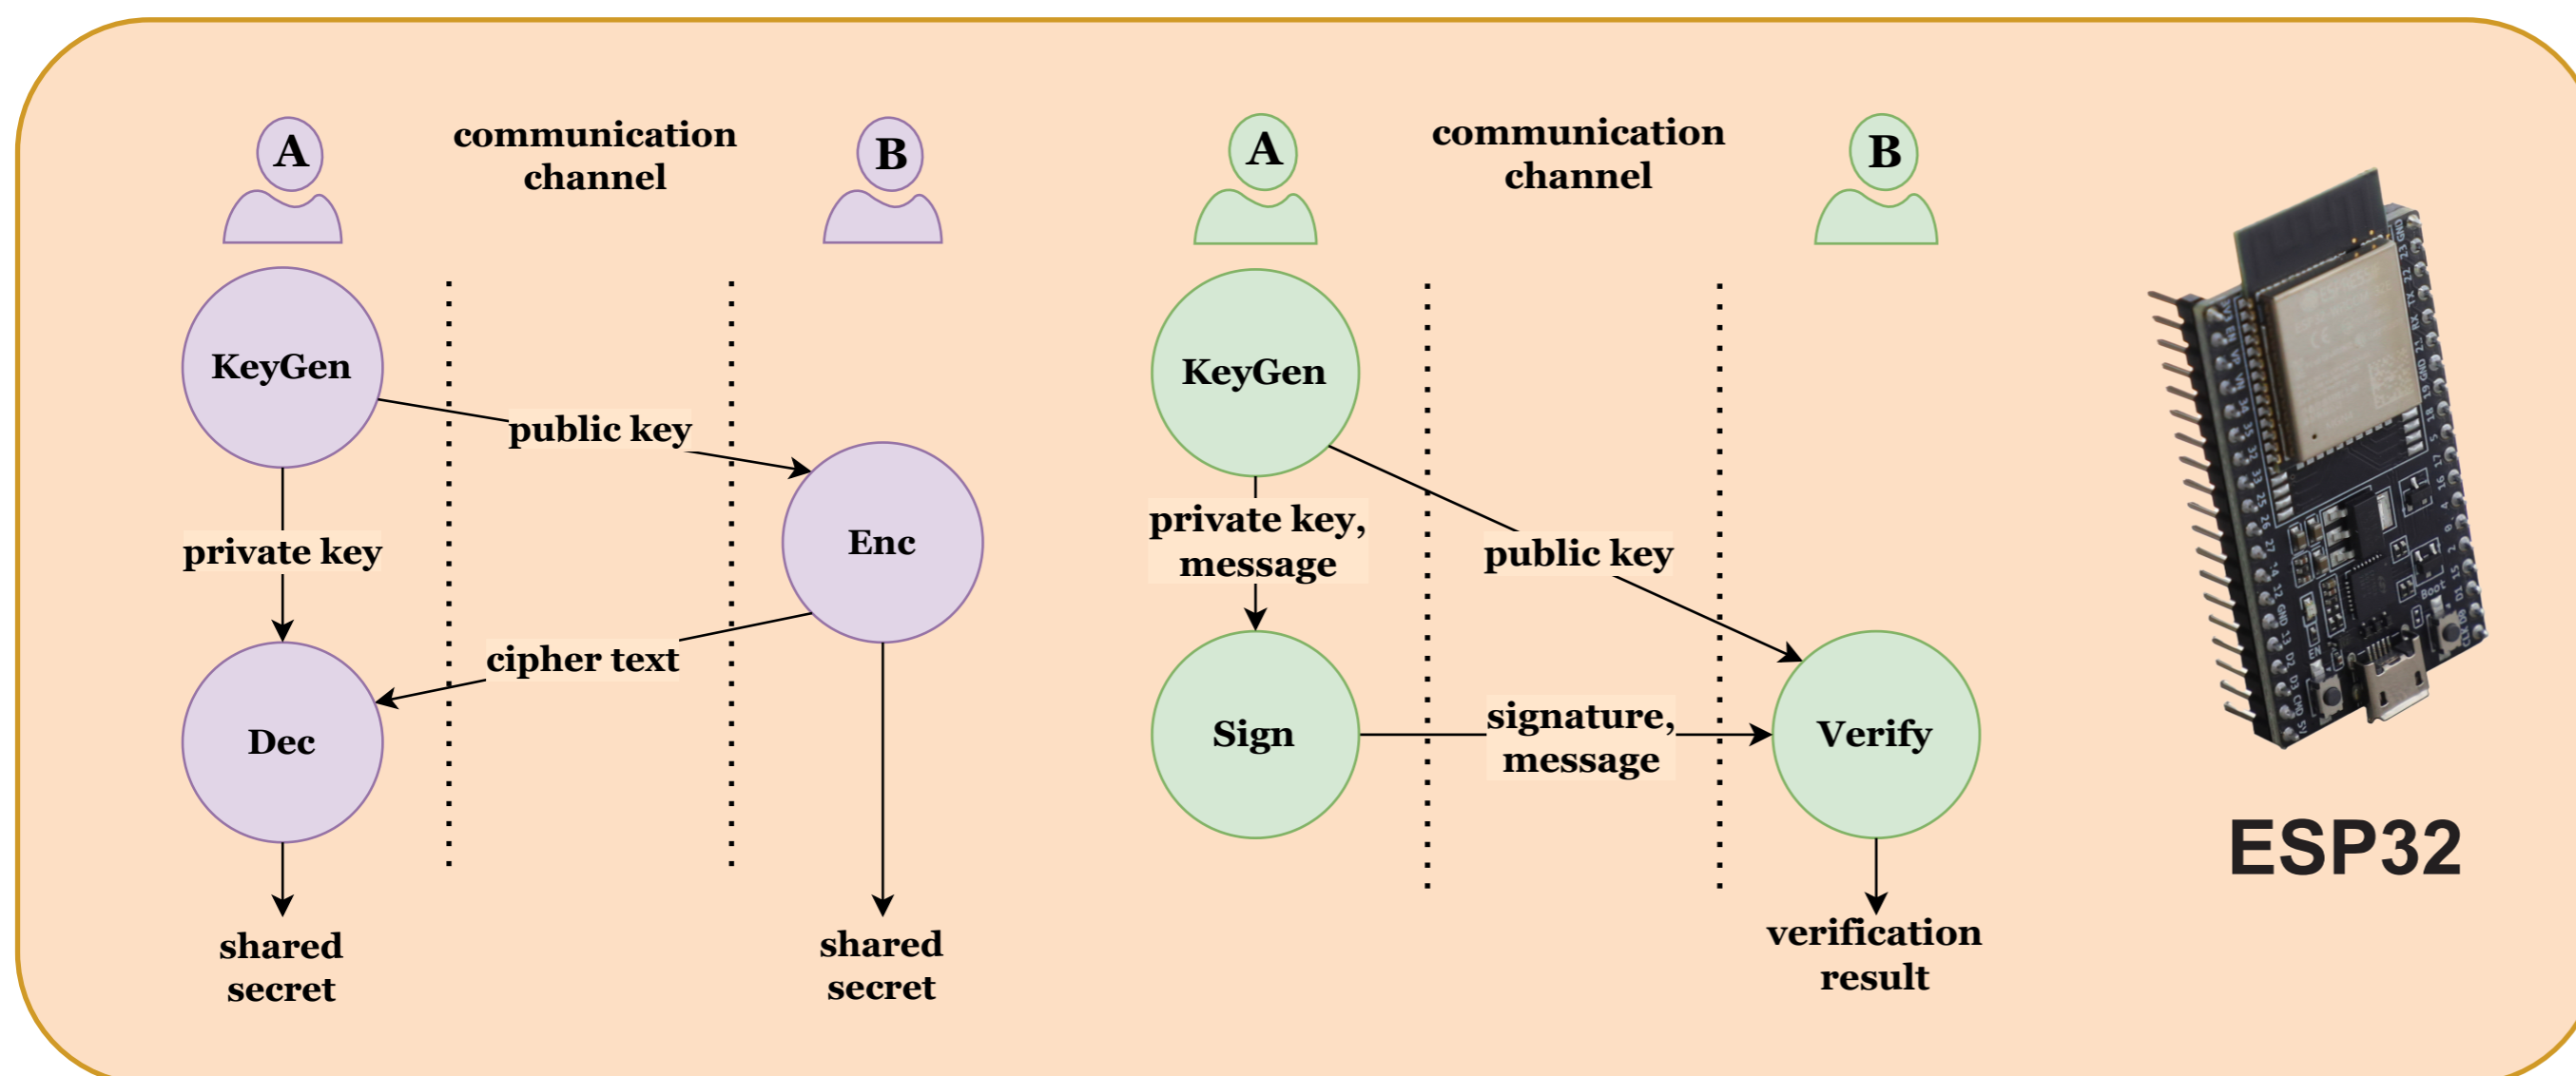 A
communication
channel
B
KeyGen
public key
Enc
private key
cipher text
Dec
shared
secret
shared
secret
A
communication
channel
B
KeyGen
private key,
message
public key
Sign
signature,
message
Verify
verification
result
ESP32